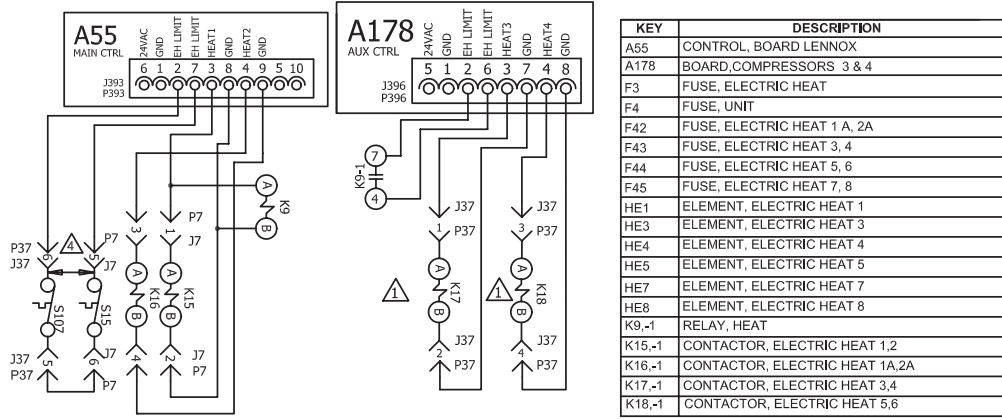 A55
MAIN CTRL
24VAC
GND
EH LIMIT
EH LIMIT
HEAT1
GND
HEAT2
GND
6 1 2 7 3 8 4 9 5 10
J393
P393
A178
AUX CTRL
24VAC
GND
EH LIMIT
EH LIMIT
HEAT3
GND
HEAT4
GND
5 1 2 6 3 7 4 8
J396
P396
7
K9-1
4
A
K9
B
P37
J37
6
4
P7
5
J7
S107
S15
J37
P37
5
J7
6
P7
3
P7
1
J7
A
B
K16
A
B
K15
4
2
J7
P7
J37
1
P37
J37
3
P37
1
A
B
K17
1
A
B
K18
J37
2
P37
J37
4
P37
KEY DESCRIPTION
A55 CONTROL, BOARD LENNOX
A178 BOARD,COMPRESSORS 3 & 4
F3 FUSE, ELECTRIC HEAT
F4 FUSE, UNIT
F42 FUSE, ELECTRIC HEAT 1 A, 2A
F43 FUSE, ELECTRIC HEAT 3, 4
F44 FUSE, ELECTRIC HEAT 5, 6
F45 FUSE, ELECTRIC HEAT 7, 8
HE1 ELEMENT, ELECTRIC HEAT 1
HE3 ELEMENT, ELECTRIC HEAT 3
HE4 ELEMENT, ELECTRIC HEAT 4
HE5 ELEMENT, ELECTRIC HEAT 5
HE7 ELEMENT, ELECTRIC HEAT 7
HE8 ELEMENT, ELECTRIC HEAT 8
K9,-1 RELAY, HEAT
K15,-1 CONTACTOR, ELECTRIC HEAT 1,2
K16,-1 CONTACTOR, ELECTRIC HEAT 1A,2A
K17,-1 CONTACTOR, ELECTRIC HEAT 3,4
K18,-1 CONTACTOR, ELECTRIC HEAT 5,6